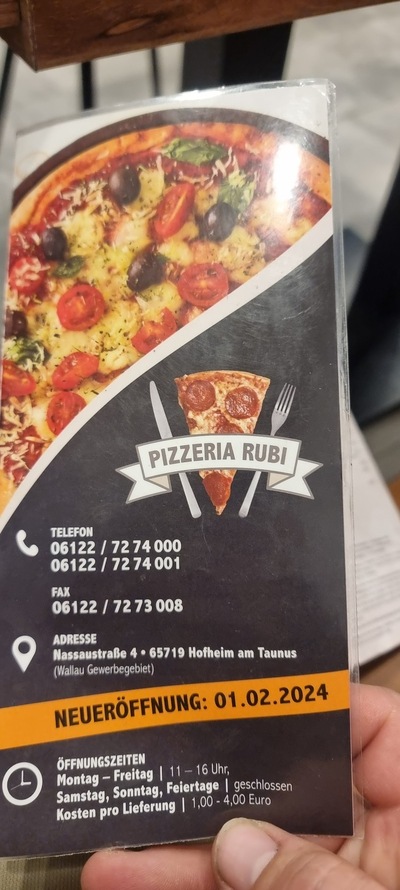 PIZZERIA RUBI
TELEFON
06122 / 72 74 000
06122 / 72 74 001
FAX
06122 / 72 73 008
ADRESSE
Nassaustraße 4 • 65719 Hofheim am Taunus
(Wallau Gewerbegebiet)
NEUERÖFFNUNG: 01.02.2024
ÖFFNUNGSZEITEN
Montag – Freitag | 11 – 16 Uhr,
Samstag, Sonntag, Feiertage | geschlossen
Kosten pro Lieferung | 1,00 - 4,00 Euro